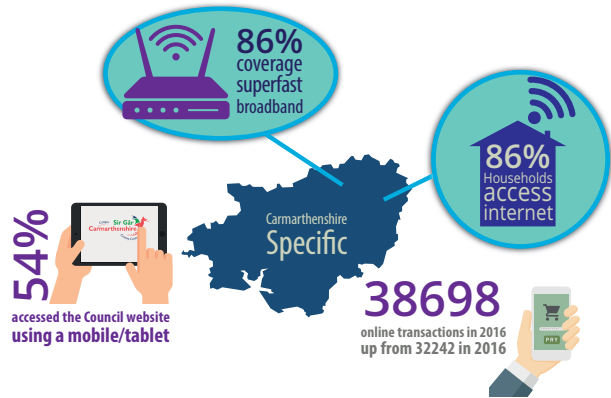 86%
coverage
superfast
broadband
86%
Households
access
internet
Carmarthenshire
Specific
54%
Sir Gâr
Carmarthenshire
accessed the Council website
using a mobile/tablet
38698
online transactions in 2016
up from 32242 in 2016
PAY